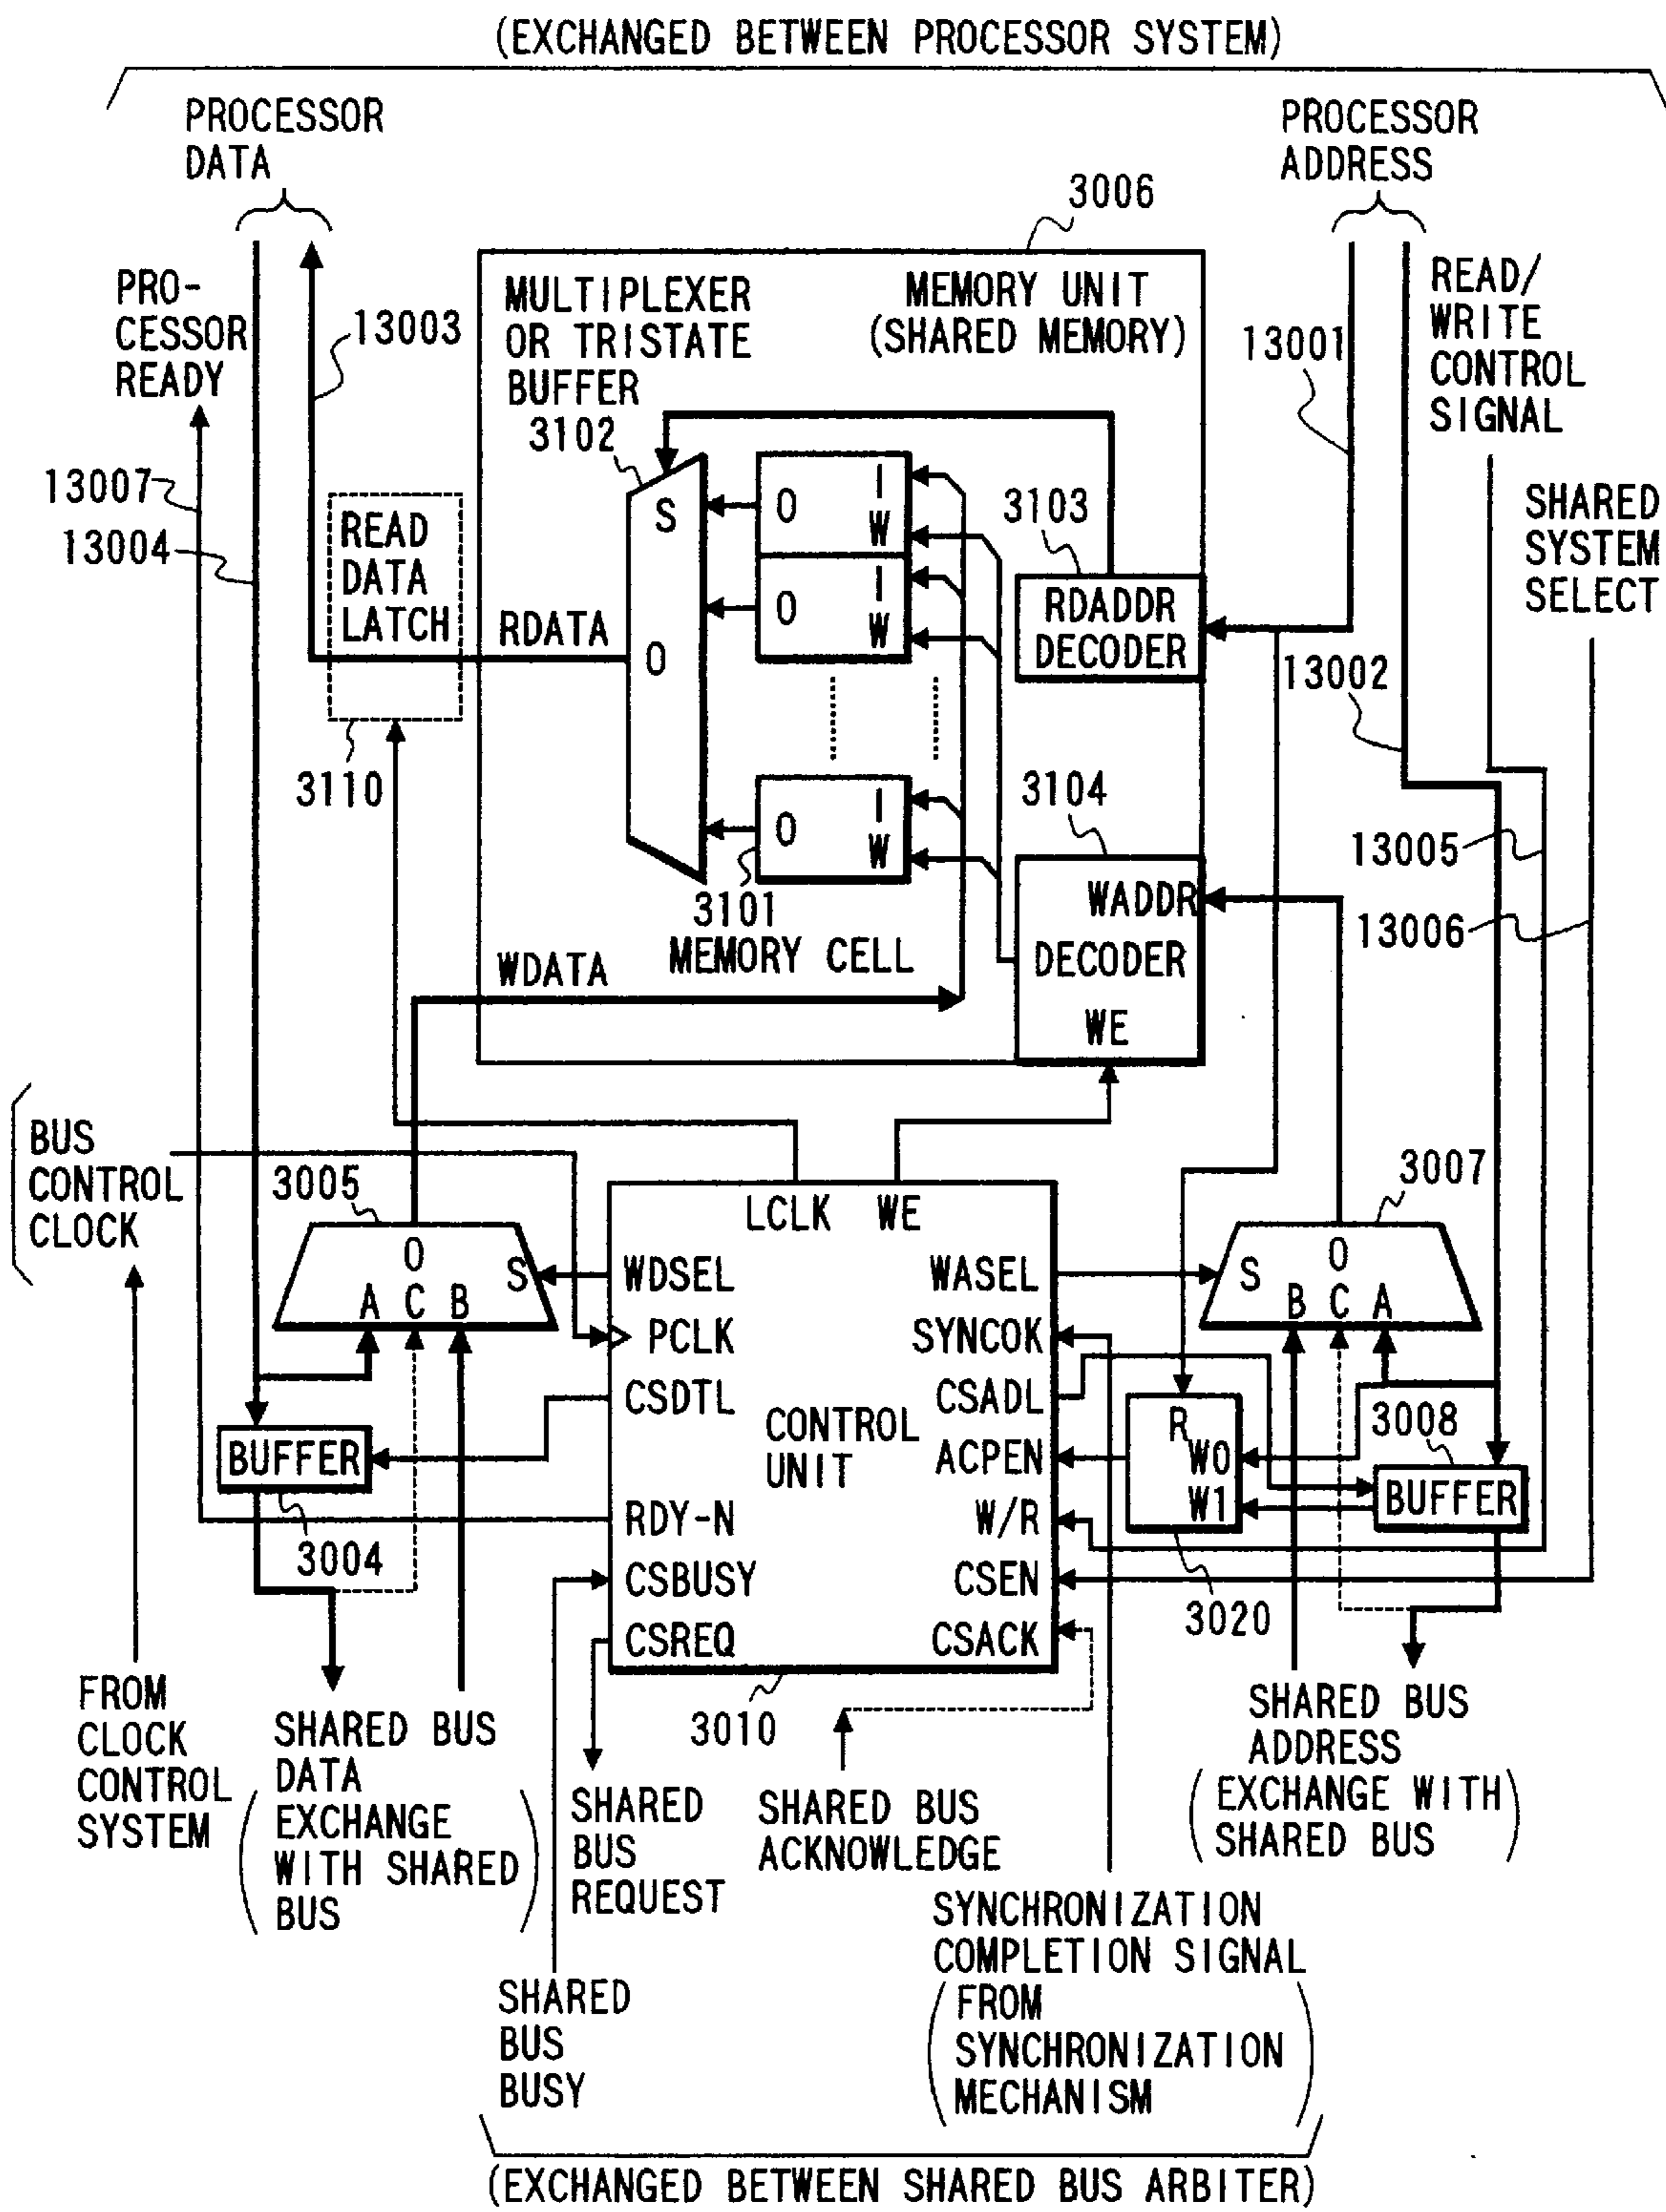 (EXCHANGED BETWEEN PROCESSOR SYSTEM)
PROCESSOR
DATA
PROCESSOR
ADDRESS
3006
PRO-
CESSOR
READY
13003
MULTIPLEXER
OR TRISTATE
BUFFER
3102
MEMORY UNIT
(SHARED MEMORY)
13001
READ/
WRITE
CONTROL
SIGNAL
13007
13004
READ
DATA
LATCH
RDATA
S
O
O
I
W
O
I
W
3103
RDADDR
DECODER
SHARED
SYSTEM
SELECT
13002
3110
O
I
W
3104
13005
3101
MEMORY CELL
WADDR
DECODER
WE
13006
WDATA
BUS
CONTROL
CLOCK
3005
3007
LCLK WE
O
S
A C B
WDSEL
WASEL
S
O
B C A
PCLK
SYNCOK
CSDTL
CSADL
CONTROL
UNIT
BUFFER
ACPEN
R
W0
W1
3008
BUFFER
RDY-N
W/R
3004
CSBUSY
CSEN
3020
CSREQ
CSACK
3010
FROM
CLOCK
CONTROL
SYSTEM
SHARED BUS
DATA
(EXCHANGE
WITH SHARED
BUS)
SHARED
BUS
REQUEST
SHARED BUS
ACKNOWLEDGE
SHARED BUS
ADDRESS
(EXCHANGE WITH
SHARED BUS)
SHARED
BUS
BUSY
SYNCHRONIZATION
COMPLETION SIGNAL
(FROM
SYNCHRONIZATION
MECHANISM)
(EXCHANGED BETWEEN SHARED BUS ARBITER)